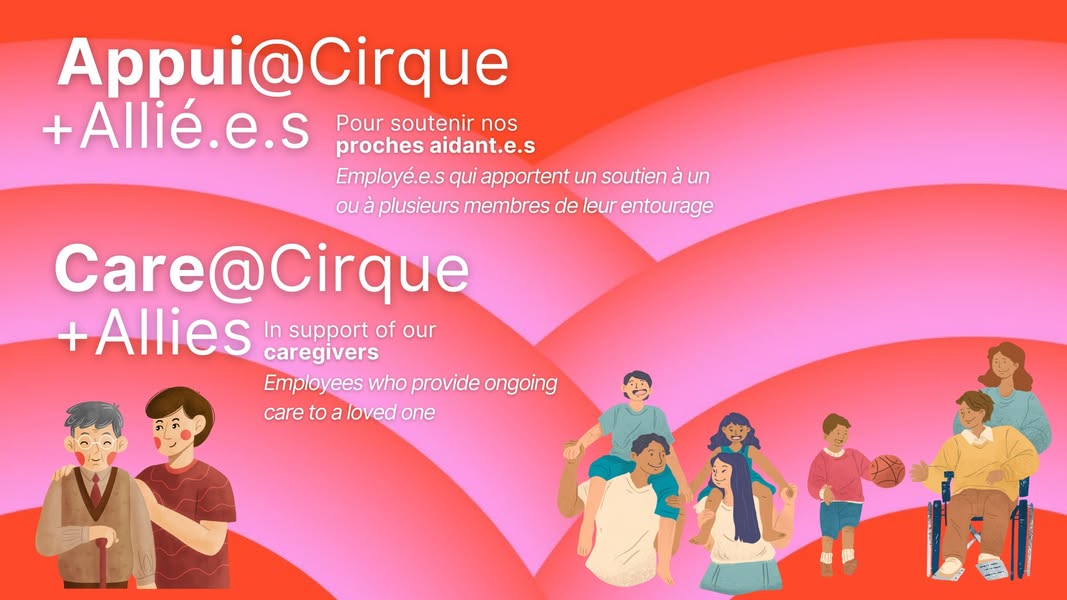 Appui@Cirque
+Allié.e.s
Pour soutenir nos
proches aidant.e.s
Employé.e.s qui apportent un soutien à un
ou à plusieurs membres de leur entourage
Care@Cirque
+Allies
In support of our
caregivers
Employees who provide ongoing
care to a loved one